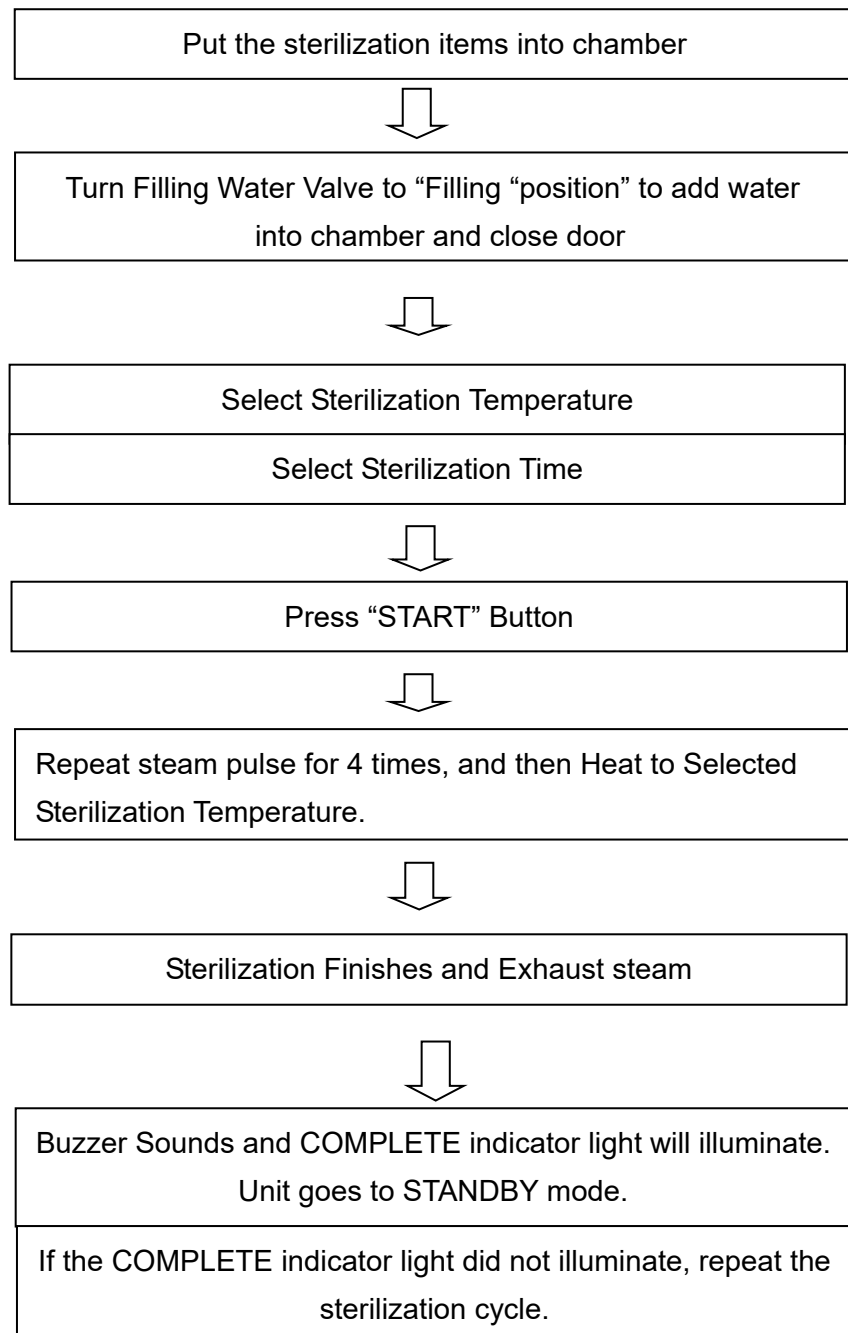 Put the sterilization items into chamber
Turn Filling Water Valve to “Filling “position” to add water
into chamber and close door
Select Sterilization Temperature
Select Sterilization Time
Press “START” Button
Repeat steam pulse for 4 times, and then Heat to Selected
Sterilization Temperature.
Sterilization Finishes and Exhaust steam
Buzzer Sounds and COMPLETE indicator light will illuminate.
Unit goes to STANDBY mode.
If the COMPLETE indicator light did not illuminate, repeat the
sterilization cycle.